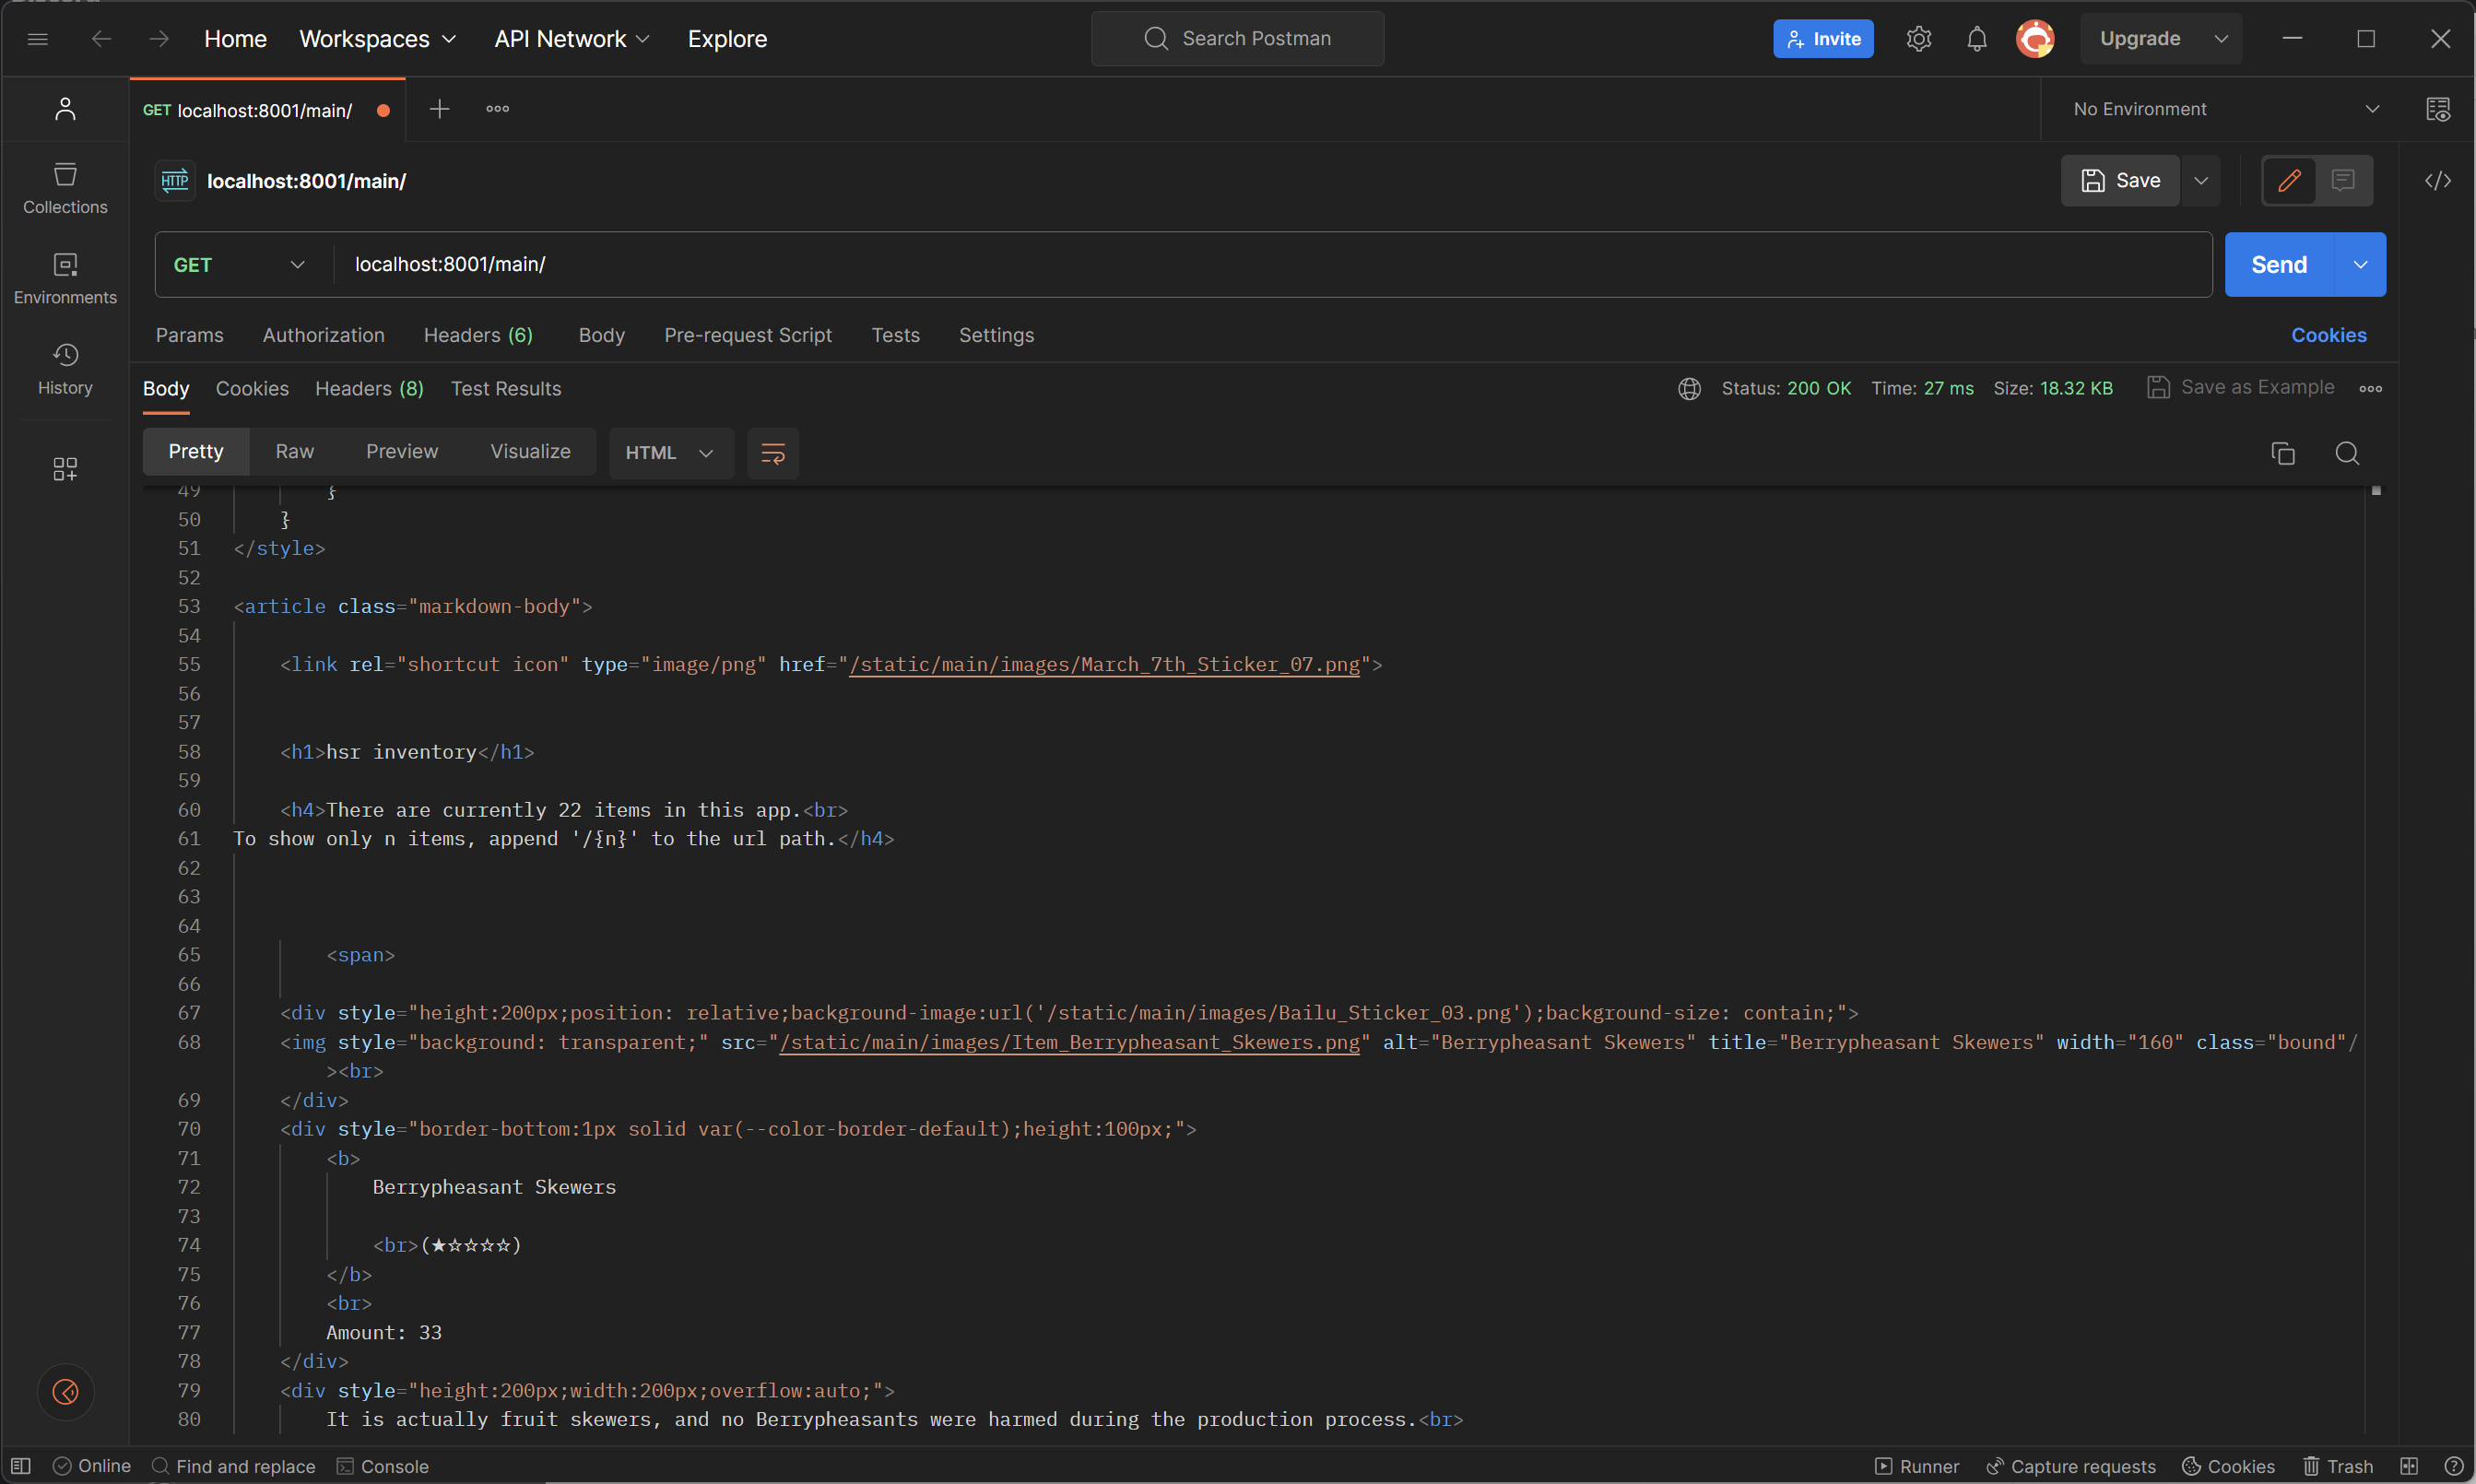 Home Workspaces API Network Explore Search Postman Invite Upgrade
GET localhost:8001/main/ No Environment
HTTP localhost:8001/main/ Save
Collections
GET localhost:8001/main/ Send
Environments
Params Authorization Headers (6) Body Pre-request Script Tests Settings Cookies
History
Body Cookies Headers (8) Test Results Status: 200 OK Time: 27 ms Size: 18.32 KB Save as Example
Pretty Raw Preview Visualize HTML
49 }
50 }
51 </style>
52
53 <article class="markdown-body">
54
55 <link rel="shortcut icon" type="image/png" href="/static/main/images/March_7th_Sticker_07.png">
56
57
58 <h1>hsr inventory</h1>
59
60 <h4>There are currently 22 items in this app.<br>
61 To show only n items, append '/{n}' to the url path.</h4>
62
63
64
65 <span>
66
67 <div style="height:200px;position: relative;background-image:url('/static/main/images/Bailu_Sticker_03.png');background-size: contain;">
68 <img style="background: transparent;" src="/static/main/images/Item_Berrypheasant_Skewers.png" alt="Berrypheasant Skewers" title="Berrypheasant Skewers" width="160" class="bound"/
><br>
69 </div>
70 <div style="border-bottom:1px solid var(--color-border-default);height:100px;">
71 <b>
72 Berrypheasant Skewers
73
74 <br>(★☆☆☆☆)
75 </b>
76 <br>
77 Amount: 33
78 </div>
79 <div style="height:200px;width:200px;overflow:auto;">
80 It is actually fruit skewers, and no Berrypheasants were harmed during the production process.<br>
Online Find and replace Console Runner Capture requests Cookies Trash